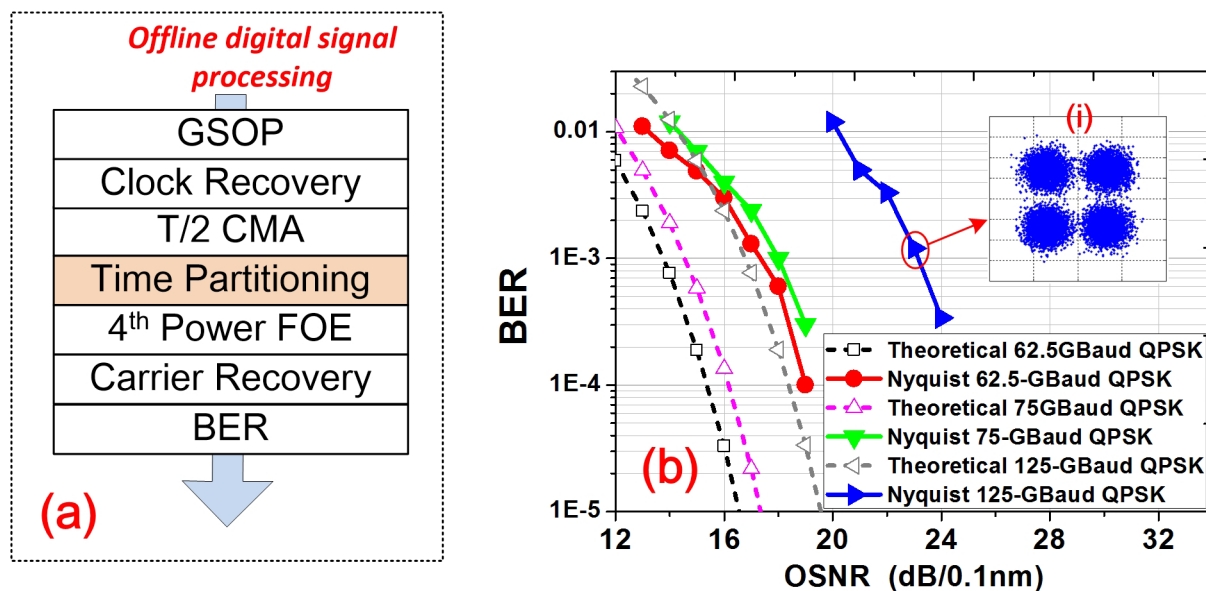 Offline digital signal
processing
GSOP
Clock Recovery
T/2 CMA
Time Partitioning
4th Power FOE
Carrier Recovery
BER
(a)
BER
0.01
1E-3
1E-4
1E-5
12
16
20
24
28
32
OSNR (dB/0.1nm)
(b)
(i)
Theoretical 62.5GBaud QPSK
Nyquist 62.5-GBaud QPSK
Theoretical 75GBaud QPSK
Nyquist 75-GBaud QPSK
Theoretical 125-GBaud QPSK
Nyquist 125-GBaud QPSK